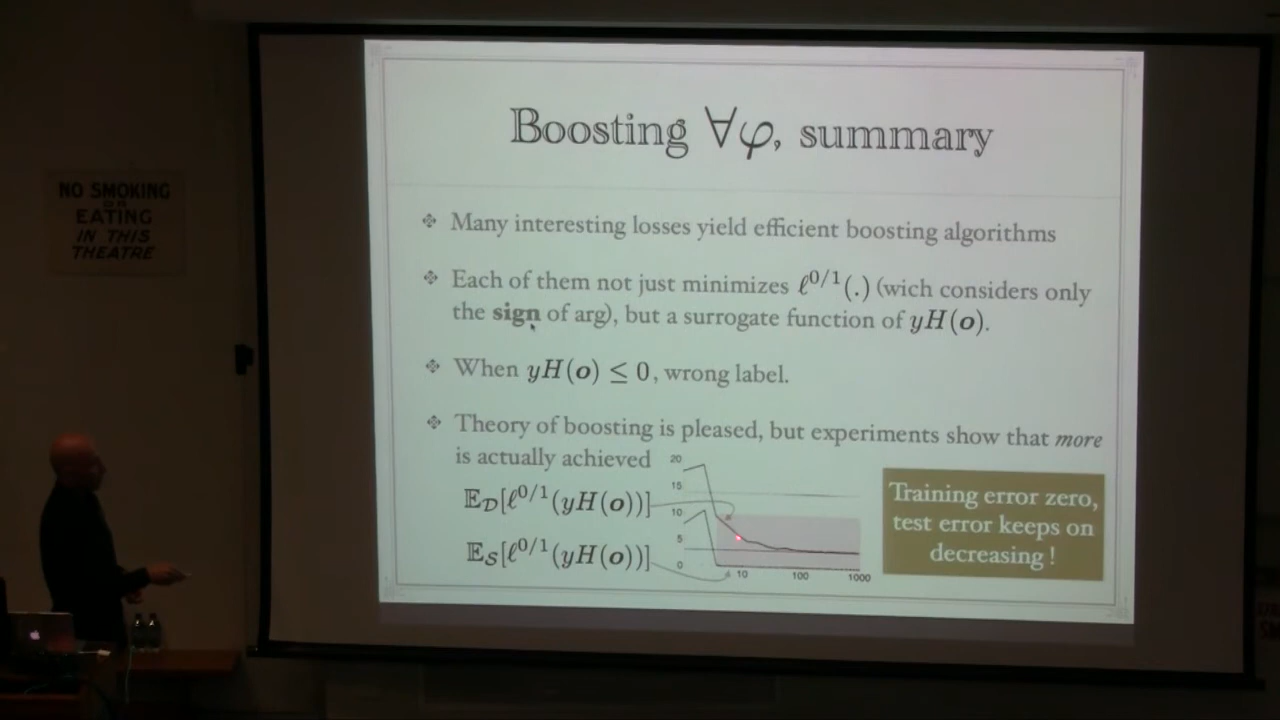 NO SMOKING
OR
EATING
IN THIS
THEATRE
Boosting ∀φ, summary
Many interesting losses yield efficient boosting algorithms
Each of them not just minimizes ℓ^{0/1}(.) (wich considers only
the sign of arg), but a surrogate function of yH(o).
When yH(o) ≤ 0, wrong label.
Theory of boosting is pleased, but experiments show that more
is actually achieved
𝔼_𝒟[ℓ^{0/1}(yH(o))]
𝔼_𝒮[ℓ^{0/1}(yH(o))]
20
15
10
5
0
10 100 1000
Training error zero,
test error keeps on
decreasing !